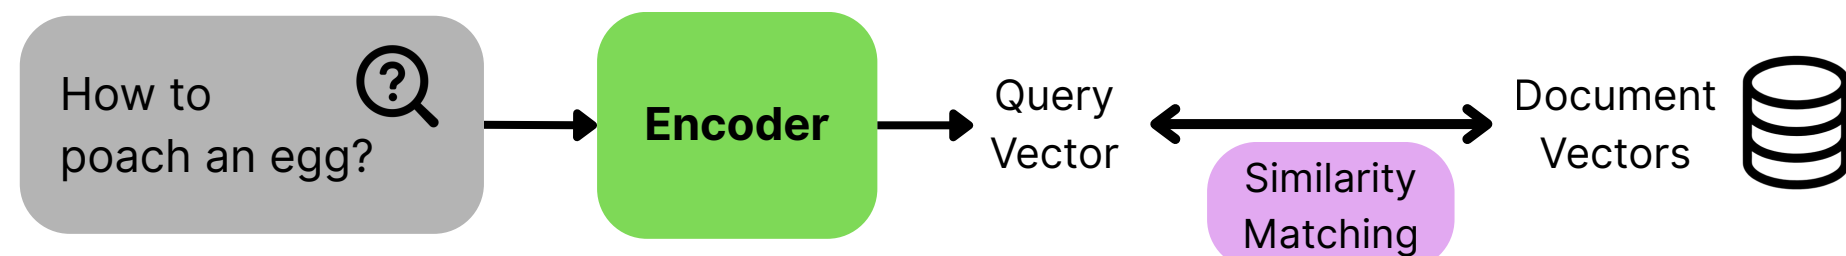 How to
poach an egg?
?
Encoder
Query
Vector
Similarity
Matching
Document
Vectors